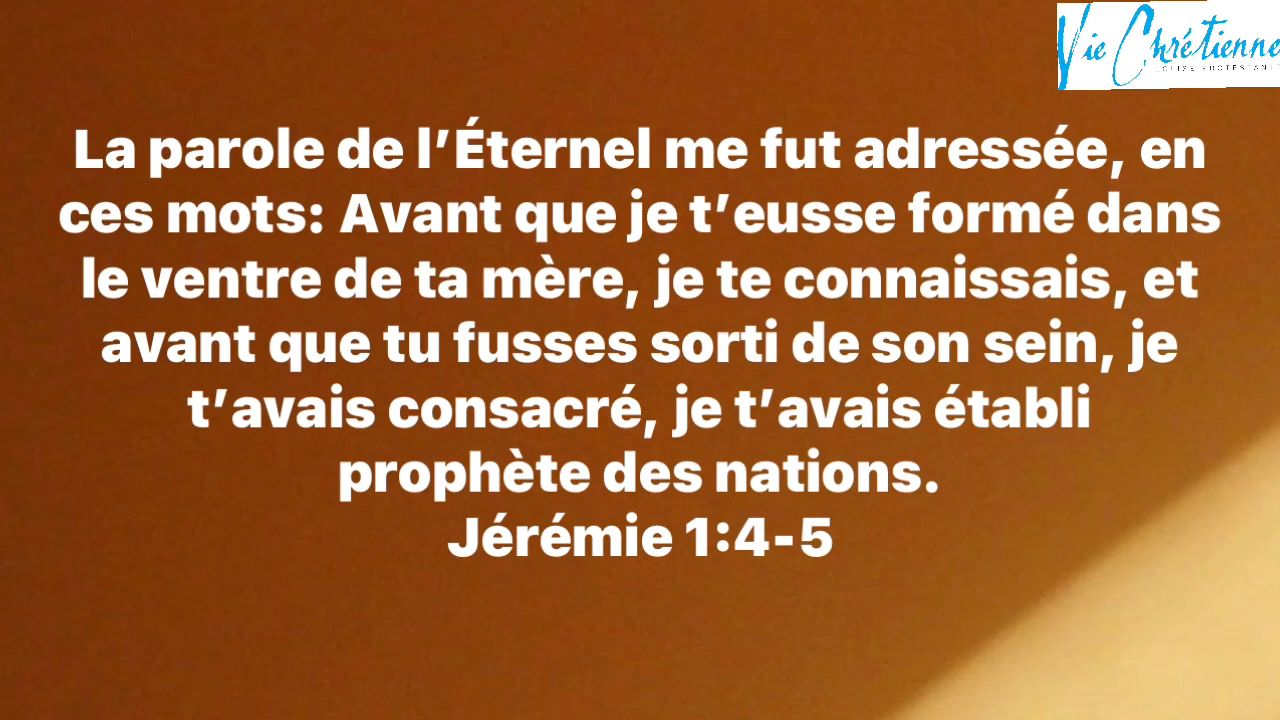 Vie Chrétienne
La parole de l’Éternel me fut adressée, en
ces mots: Avant que je t’eusse formé dans
le ventre de ta mère, je te connaissais, et
avant que tu fusses sorti de son sein, je
t’avais consacré, je t’avais établi
prophète des nations.
Jérémie 1:4-5